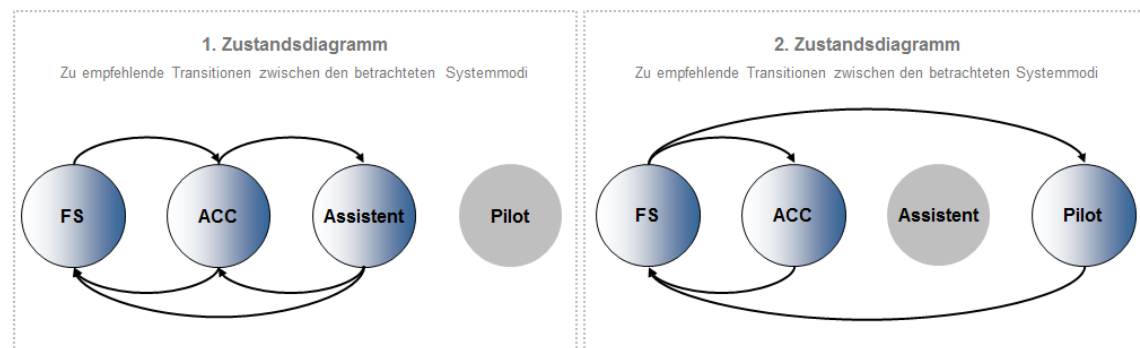 1. Zustandsdiagramm
Zu empfehlende Transitionen zwischen den betrachteten Systemmodi
FS
ACC
Assistent
Pilot
2. Zustandsdiagramm
Zu empfehlende Transitionen zwischen den betrachteten Systemmodi
FS
ACC
Assistent
Pilot